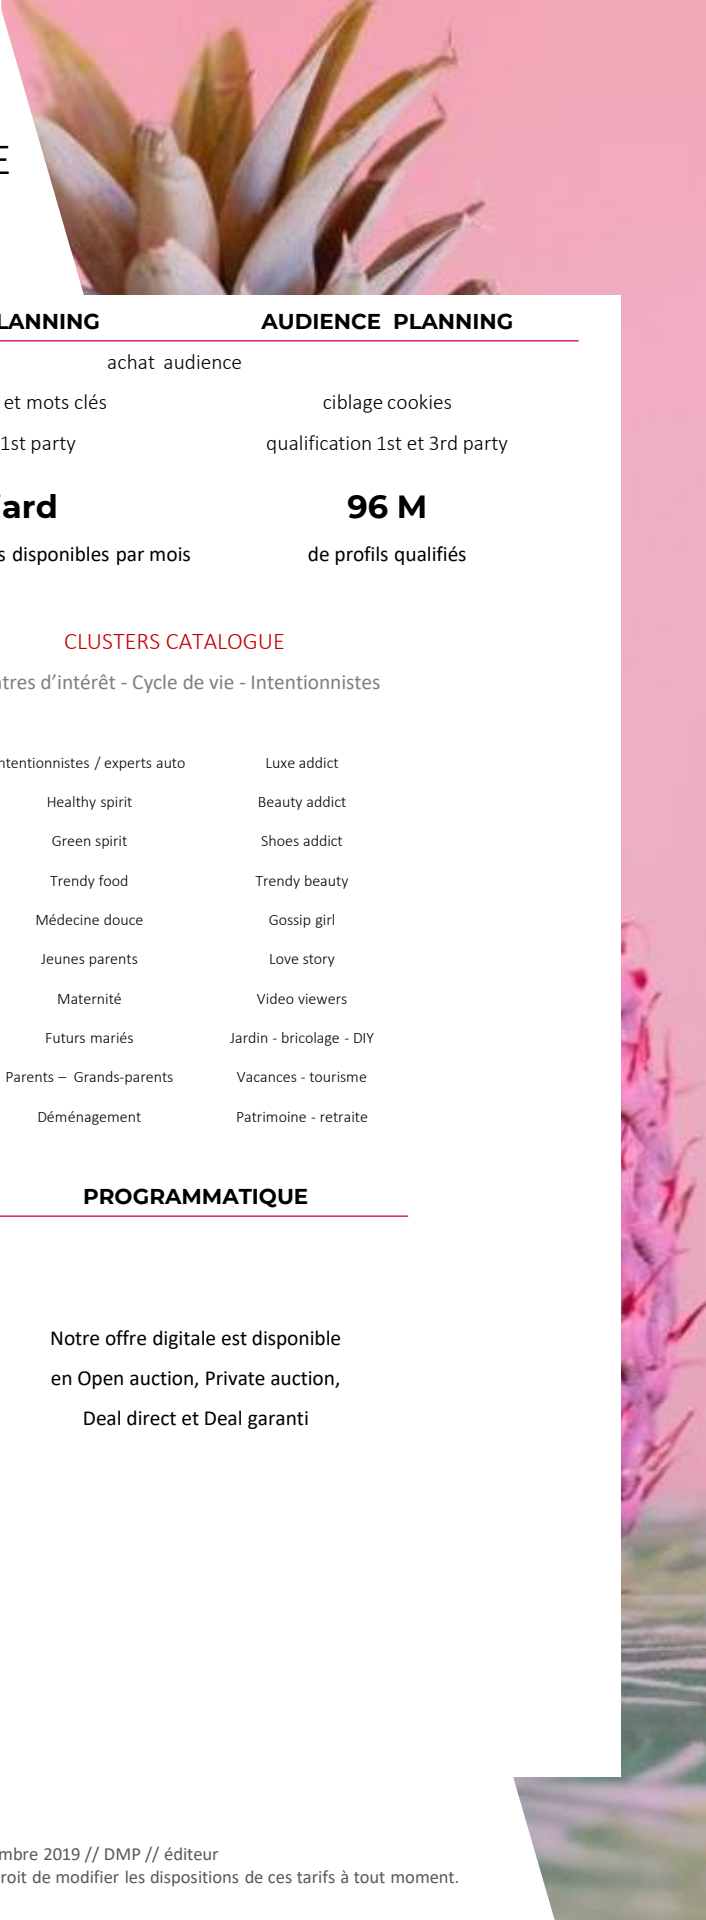 E
LANNING AUDIENCE PLANNING
achat audience
et mots clés ciblage cookies
1st party qualification 1st et 3rd party
iard 96 M
s disponibles par mois de profils qualifiés
CLUSTERS CATALOGUE
tres d’intérêt - Cycle de vie - Intentionnistes
ntentionnistes / experts auto Luxe addict
Healthy spirit Beauty addict
Green spirit Shoes addict
Trendy food Trendy beauty
Médecine douce Gossip girl
Jeunes parents Love story
Maternité Video viewers
Futurs mariés Jardin - bricolage - DIY
Parents – Grands-parents Vacances - tourisme
Déménagement Patrimoine - retraite
PROGRAMMATIQUE
Notre offre digitale est disponible
en Open auction, Private auction,
Deal direct et Deal garanti
mbre 2019 // DMP // éditeur
roit de modifier les dispositions de ces tarifs à tout moment.